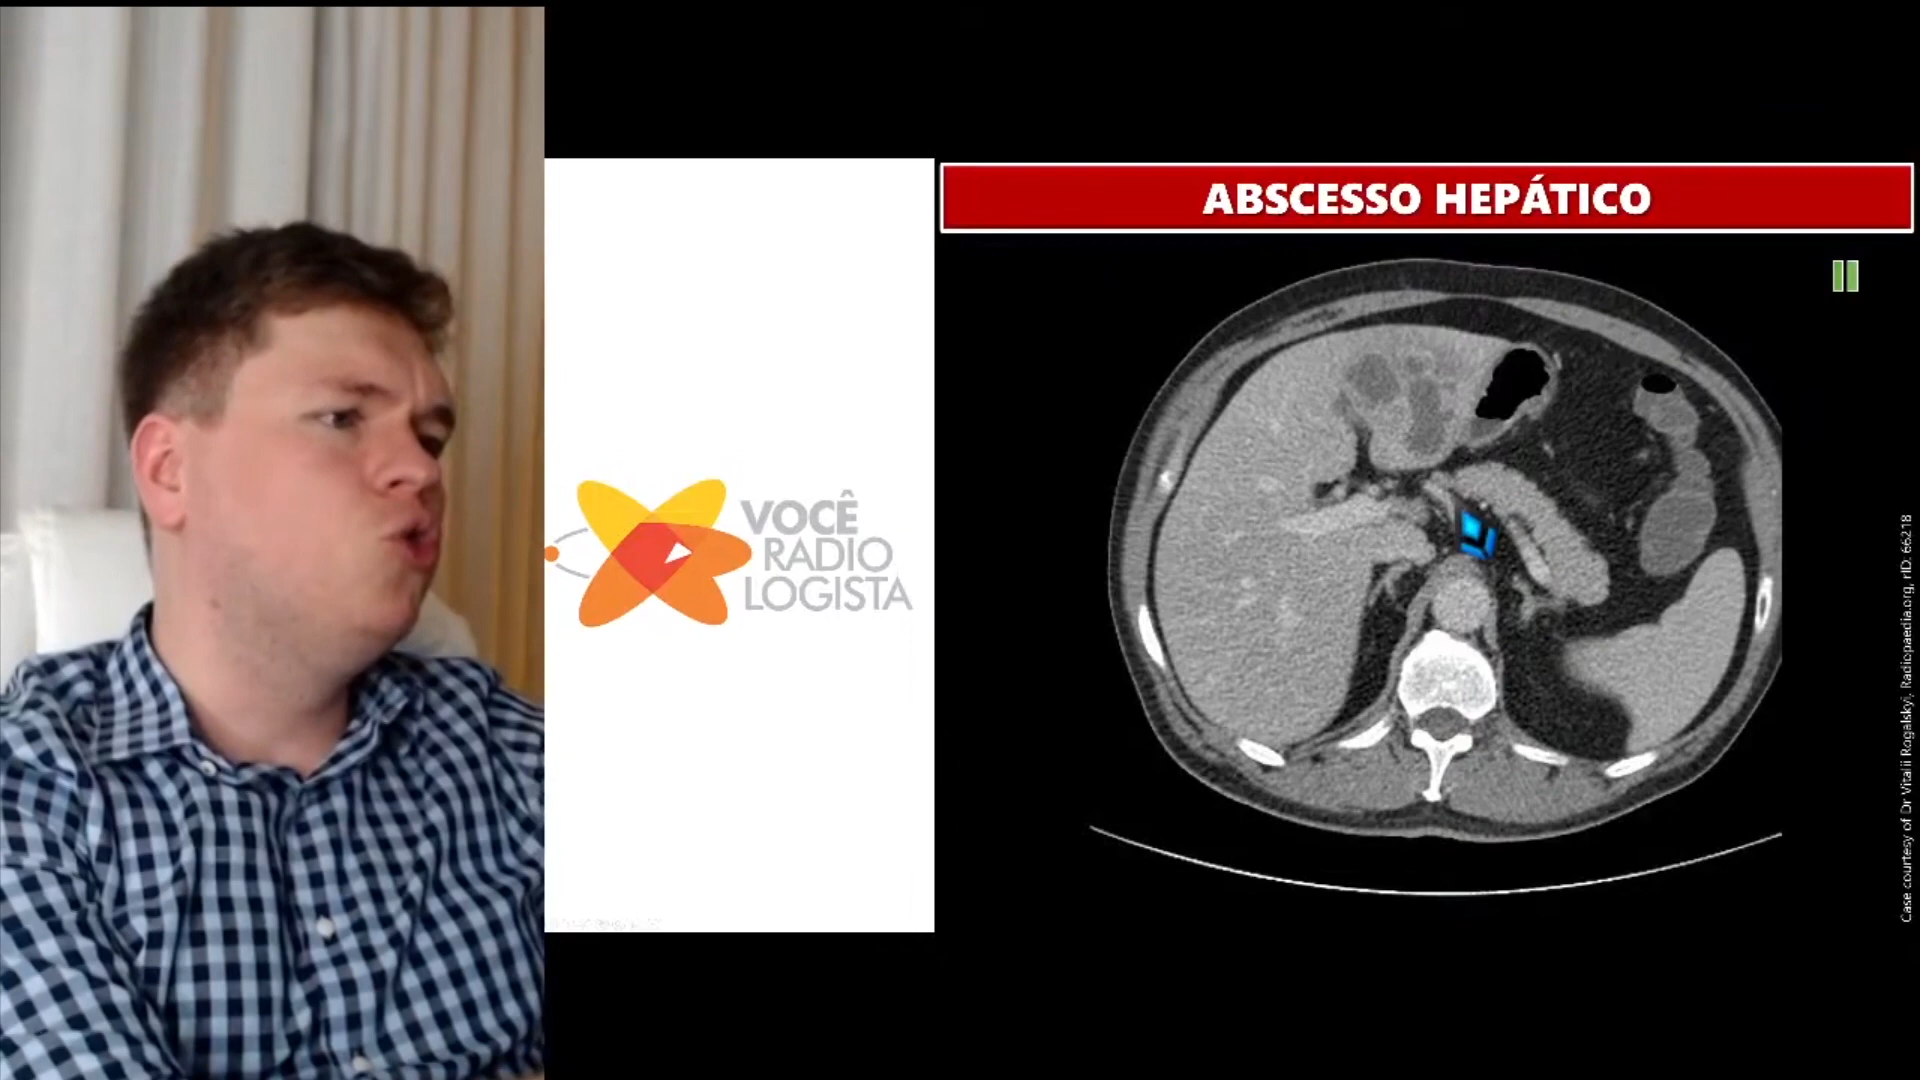 ABSCESSO HEPÁTICO
VOCÊ
RADIO
LOGISTA
Case courtesy of Dr Vitalii Rogalskyi, Radiopaedia.org, rID: 66218